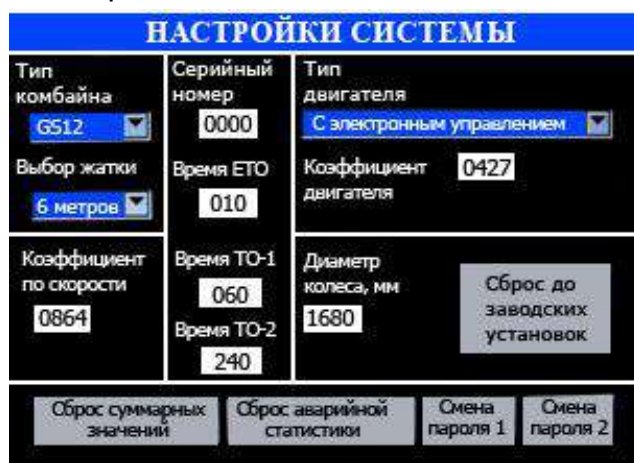 НАСТРОЙКИ СИСТЕМЫ
Тип
комбайна
GS12
Выбор жатки
6 метров
Серийный
номер
0000
Время ЕТО
010
Тип
двигателя
С электронным управлением
Коэффициент
двигателя
0427
Коэффициент
по скорости
0864
Время ТО-1
060
Время ТО-2
240
Диаметр
колеса, мм
1680
Сброс до
заводских
установок
Сброс суммарных
значений
Сброс аварийной
статистики
Смена
пароля 1
Смена
пароля 2